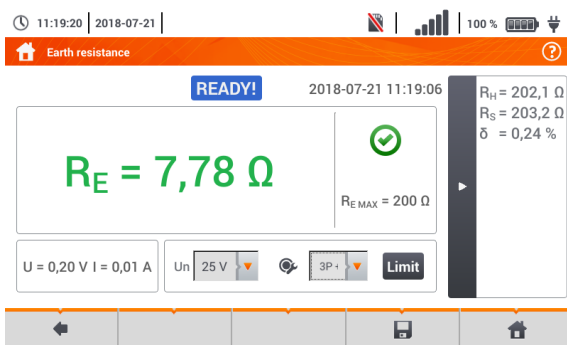 11:19:20 2018-07-21 100 %
Earth resistance ?
READY! 2018-07-21 11:19:06
RE = 7,78 Ω
RE MAX = 200 Ω
RH = 202,1 Ω
RS = 203,2 Ω
δ = 0,24 %
U = 0,20 V I = 0,01 A
Un 25 V 3P+ Limit